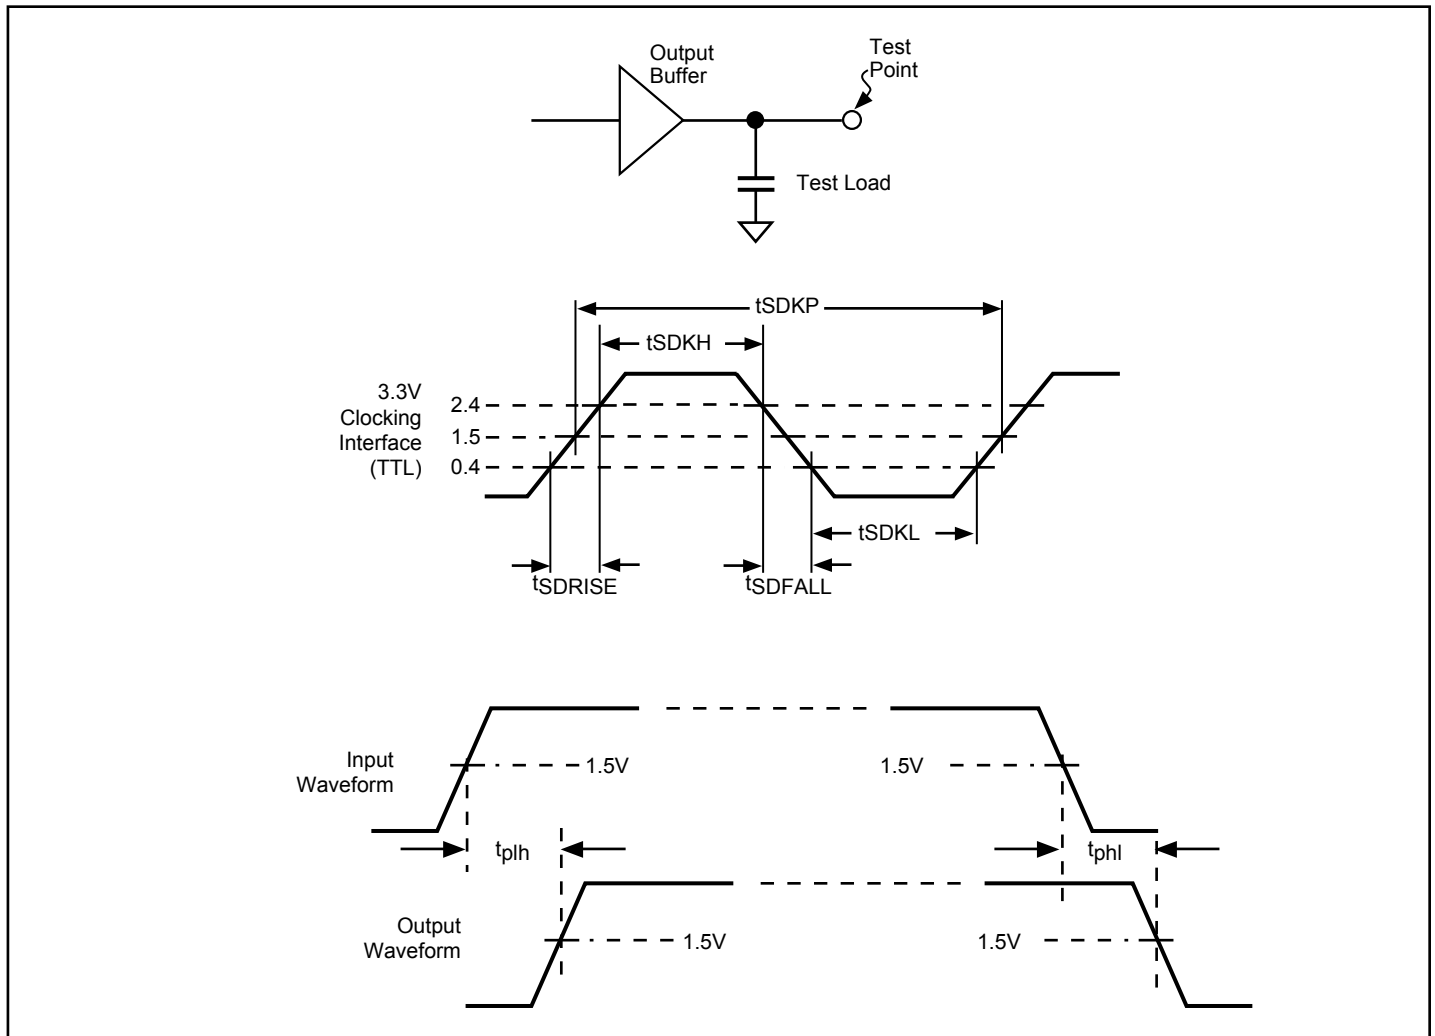 Output
Buffer
Test
Point
Test Load
tSDKP
tSDKH
3.3V
Clocking
Interface
(TTL)
2.4
1.5
0.4
tSDKL
tSDRISE
tSDFALL
Input
Waveform
1.5V
1.5V
tplh
tphl
Output
Waveform
1.5V
1.5V